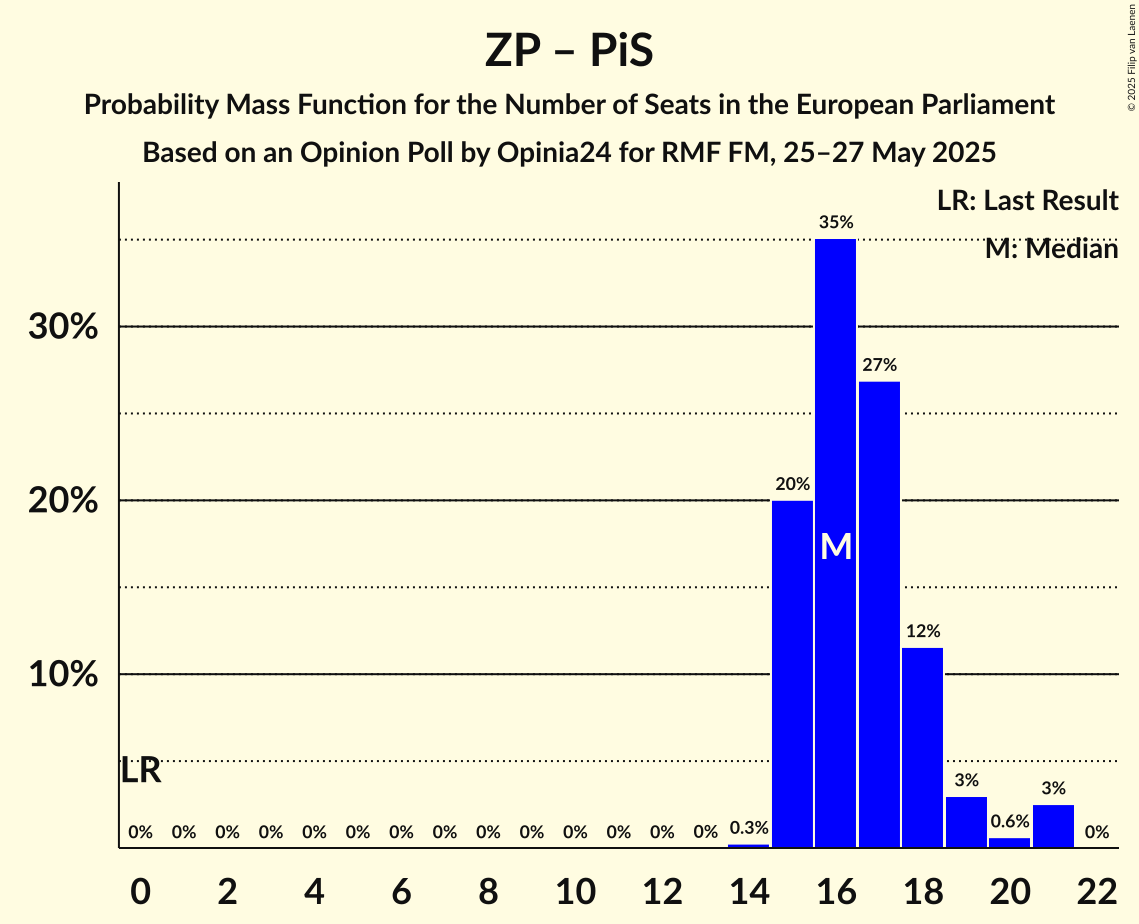 ZP – PiS
Probability Mass Function for the Number of Seats in the European Parliament
Based on an Opinion Poll by Opinia24 for RMF FM, 25–27 May 2025
© 2025 Filip van Laenen
LR: Last Result
M: Median
35%
30%
27%
20%
20%
M
12%
10%
LR
3%
3%
0% 0% 0% 0% 0% 0% 0% 0% 0% 0% 0% 0% 0% 0% 0.3% 0.6% 0%
0 2 4 6 8 10 12 14 16 18 20 22